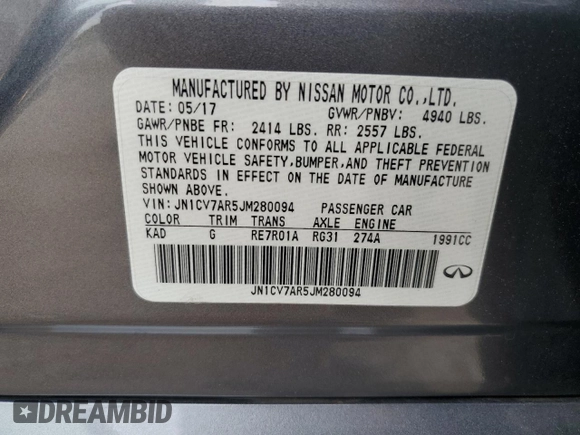 MANUFACTURED BY NISSAN MOTOR CO.,LTD.
DATE: 05/17 GVWR/PNBV: 4940 LBS.
GAWR/PNBE FR: 2414 LBS. RR: 2557 LBS.
THIS VEHICLE CONFORMS TO ALL APPLICABLE FEDERAL
MOTOR VEHICLE SAFETY,BUMPER,AND THEFT PREVENTION
STANDARDS IN EFFECT ON THE DATE OF MANUFACTURE
SHOWN ABOVE.
VIN: JN1CV7AR5JM280094 PASSENGER CAR
COLOR TRIM TRANS AXLE ENGINE
KAD G RE7R01A RG31 274A 1991CC
JN1CV7AR5JM280094
DREAMBID